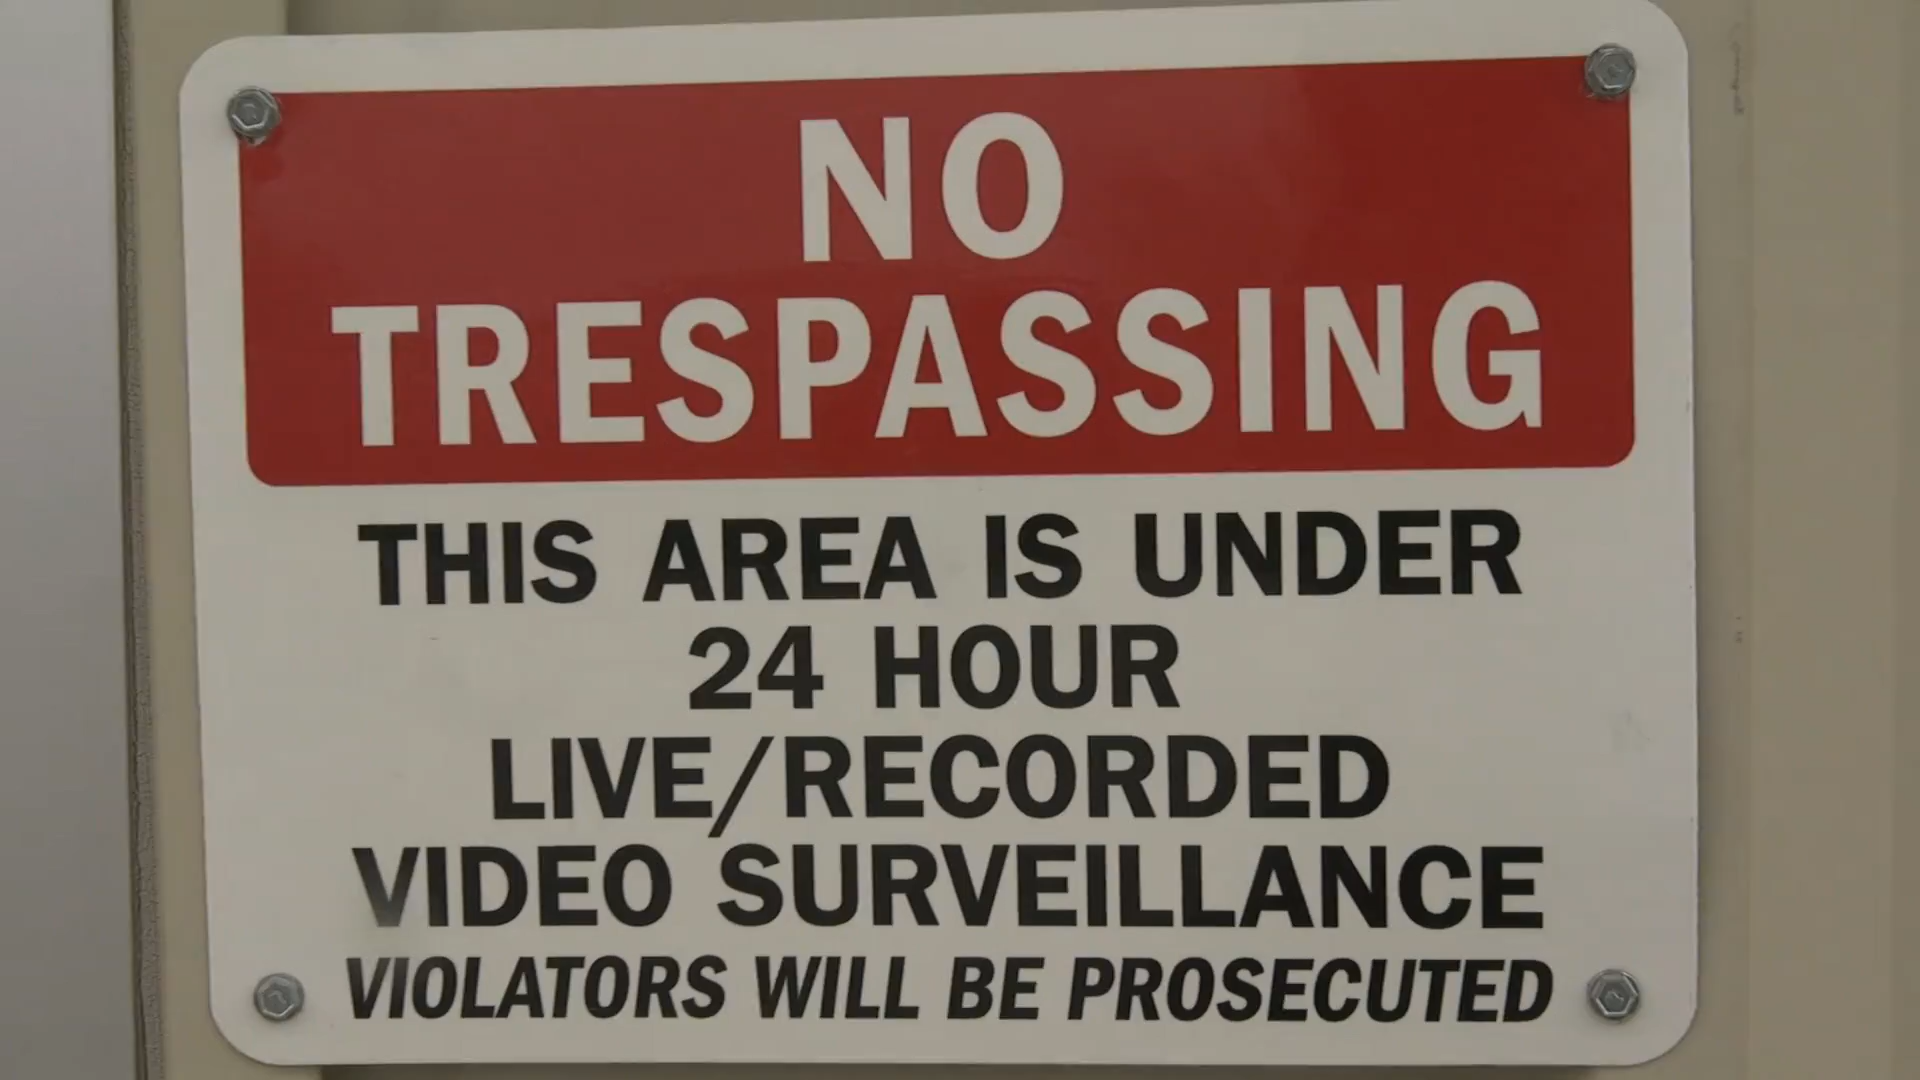 NO
TRESPASSING
THIS AREA IS UNDER
24 HOUR
LIVE/RECORDED
VIDEO SURVEILLANCE
VIOLATORS WILL BE PROSECUTED